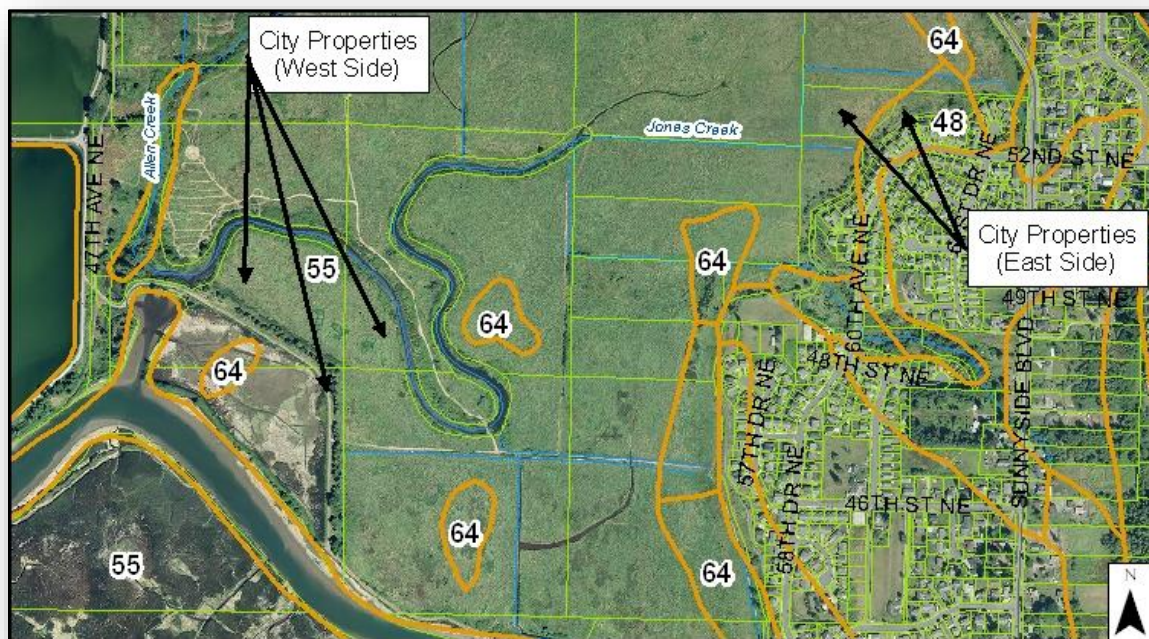 City Properties
(West Side)
64
Allen Creek
Jones Creek
48
52ND ST NE
47TH AVE NE
City Properties
(East Side)
55
64
60TH AVE NE
49TH ST NE
64
64
48TH ST NE
SUNNYSIDE BLVD
57TH DR NE
58TH DR NE
46TH ST NE
64
55
64
N